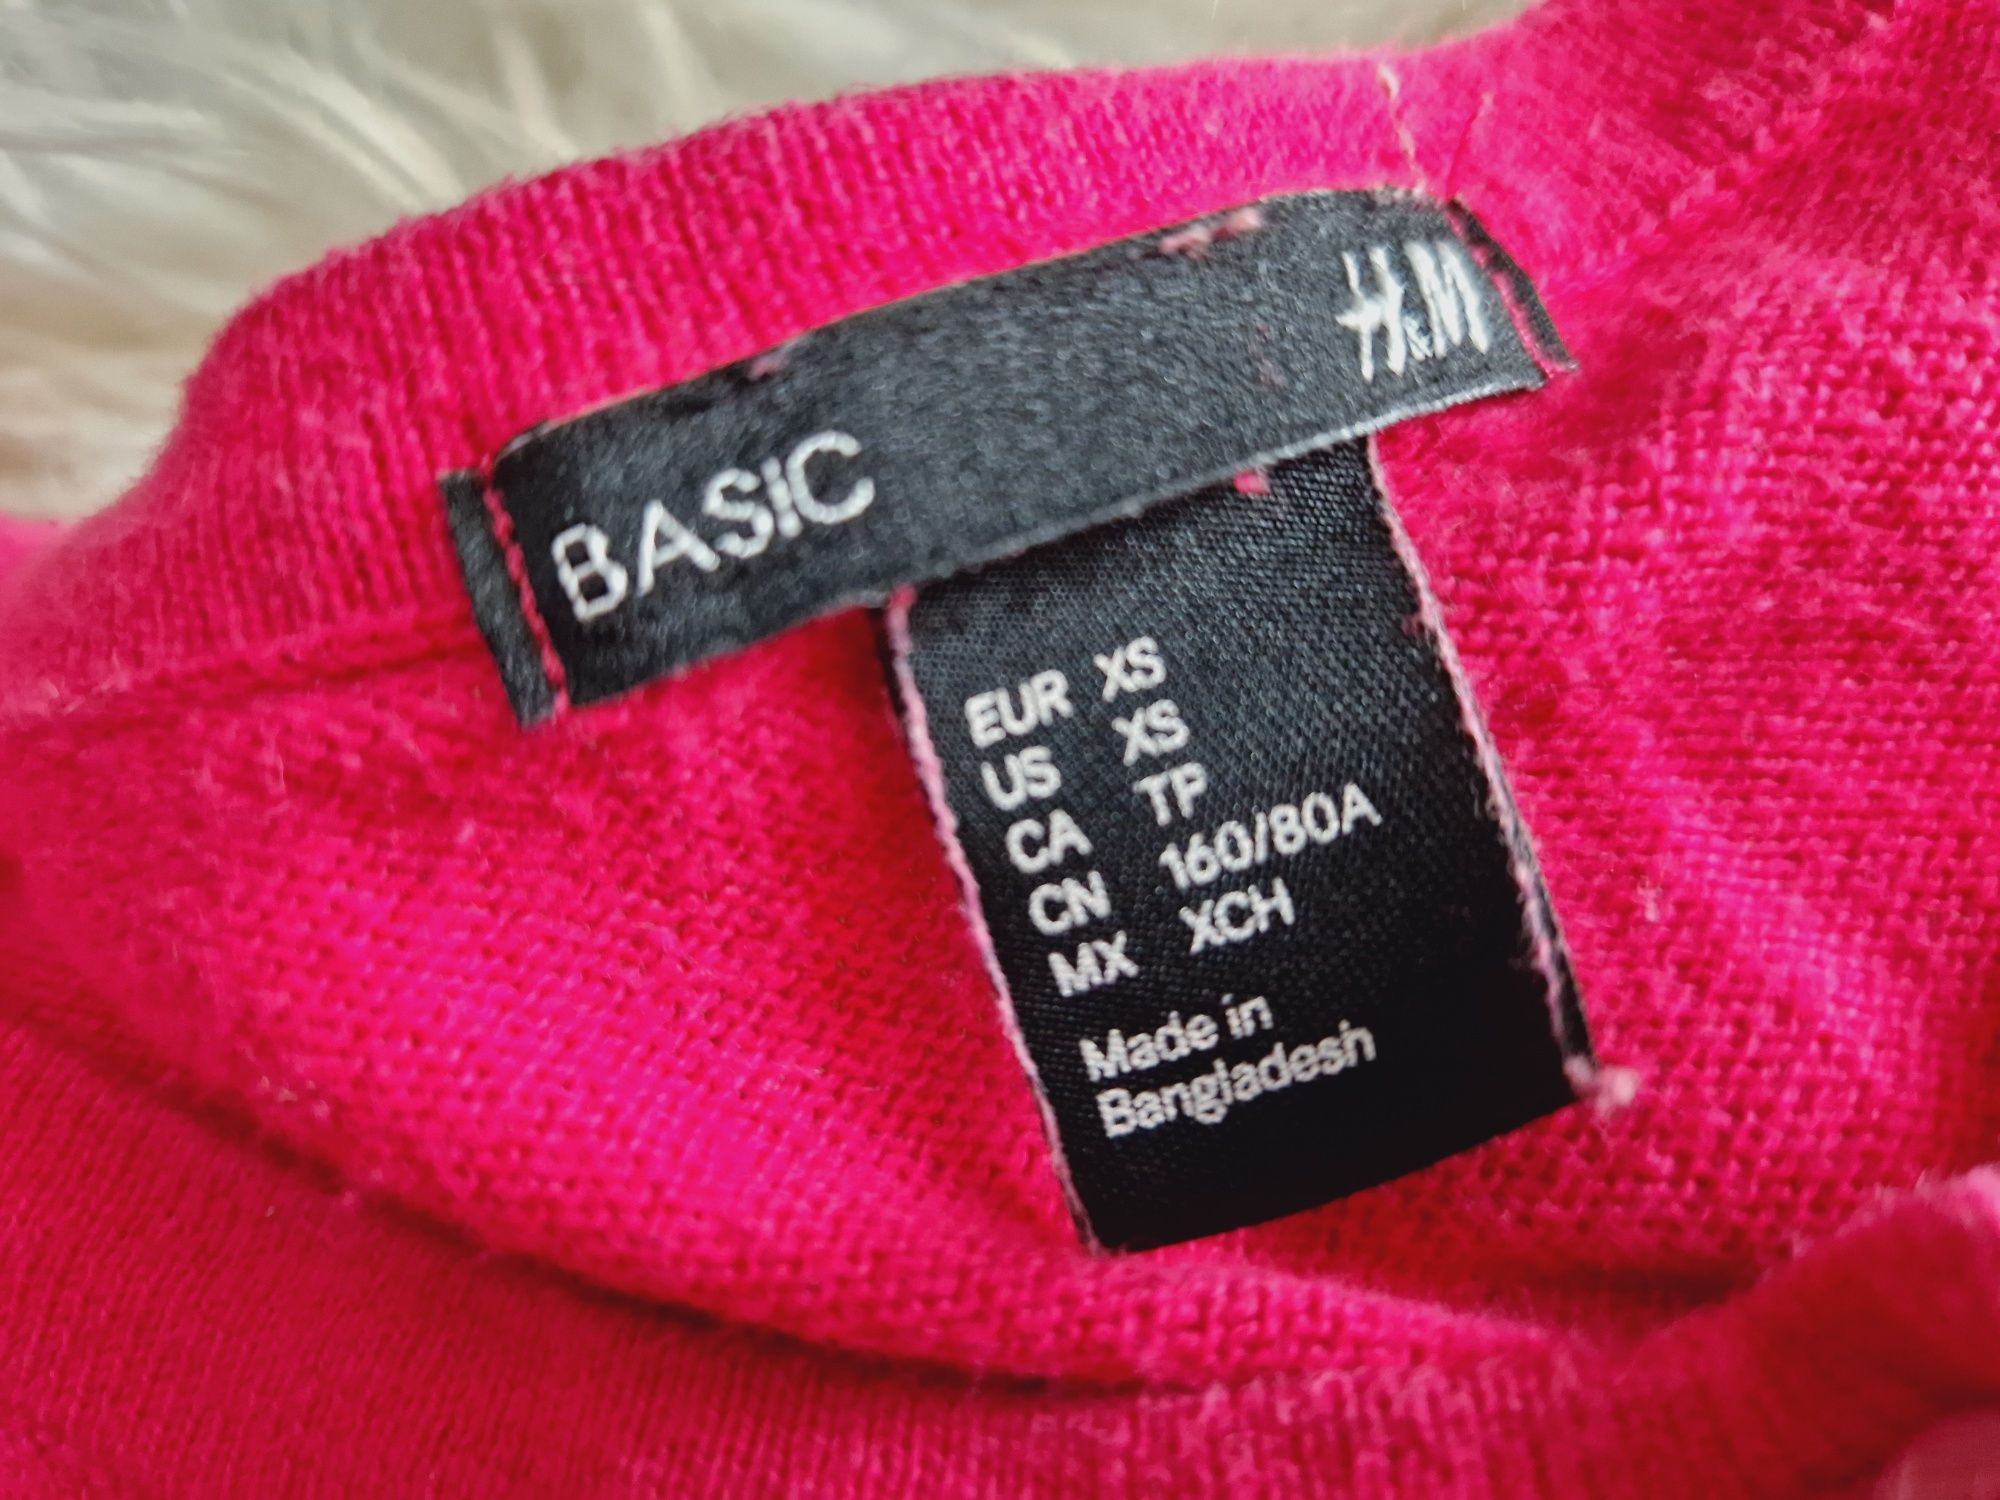 BASIC H&M
EUR XS
US XS
CA TP
CN 160/80A
MX XCH
Made in
Bangladesh